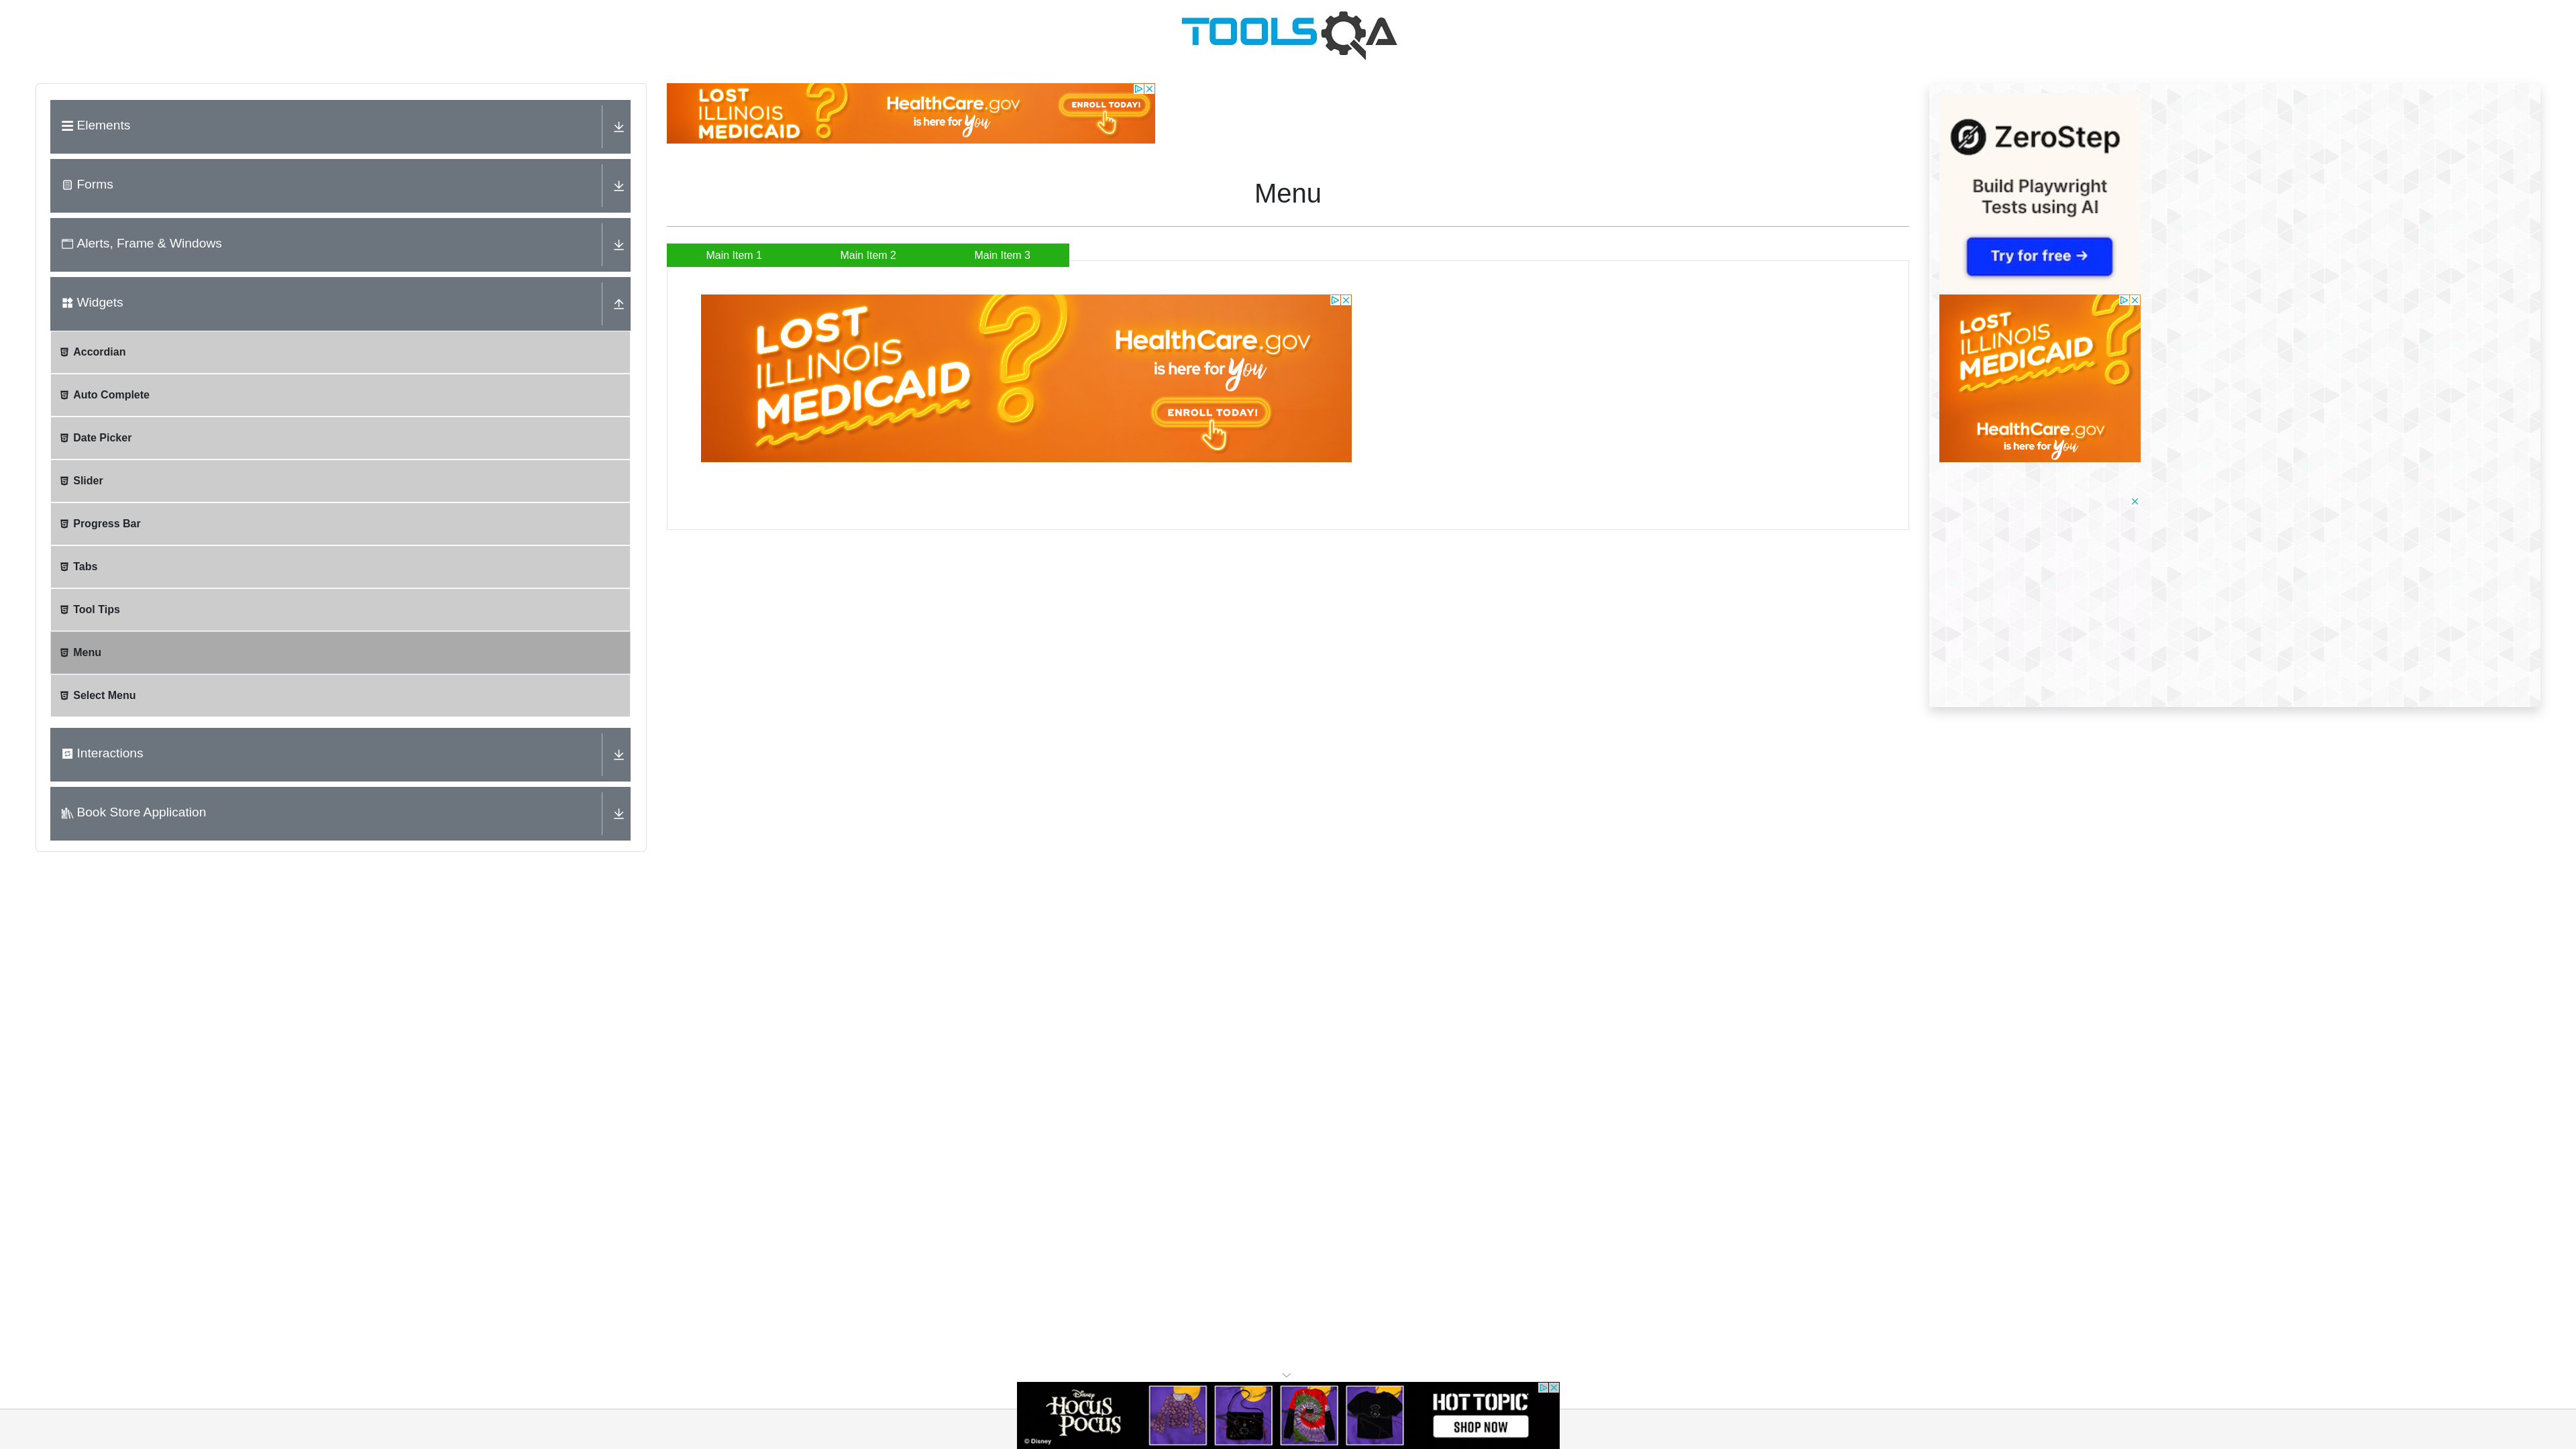 TOOLSQA
Elements
Forms
Alerts, Frame & Windows
Widgets
Accordian
Auto Complete
Date Picker
Slider
Progress Bar
Tabs
Tool Tips
Menu
Select Menu
Interactions
Book Store Application
LOST
ILLINOIS
MEDICAID
?
HealthCare.gov
is here for you
ENROLL TODAY!
Menu
Main Item 1
Main Item 2
Main Item 3
LOST
ILLINOIS
MEDICAID
?
HealthCare.gov
is here for you
ENROLL TODAY!
ZeroStep
Build Playwright
Tests using AI
Try for free →
LOST
ILLINOIS
MEDICAID
?
HealthCare.gov
is here for you
Disney
HOCUS
POCUS
© Disney
HOT TOPIC
SHOP NOW